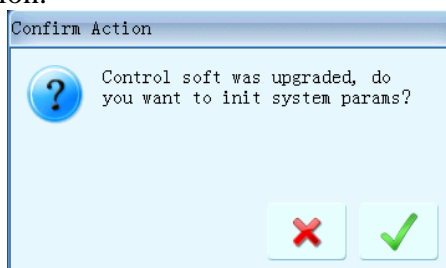 Confirm Action
Control soft was upgraded, do
you want to init system params?